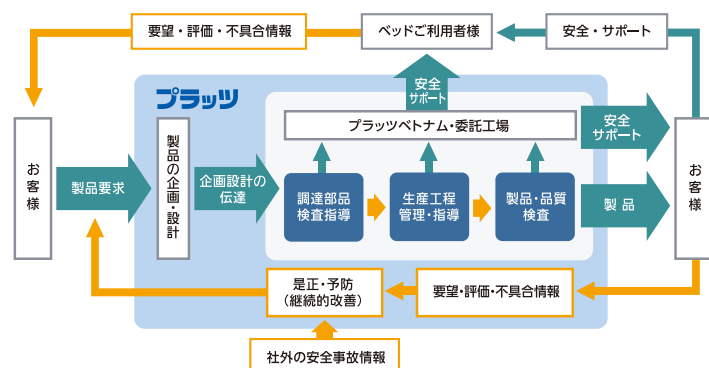 要望・評価・不具合情報
ベッドご利用者様
安全・サポート
プラッツ
安全
サポート
プラッツベトナム・委託工場
安全
サポート
お客様
製品要求
製品の企画・設計
企画設計の
伝達
調達部品
検査指導
生産工程
管理・指導
製品・品質
検査
製品
お客様
是正・予防
（継続的改善）
要望・評価・不具合情報
社外の安全事故情報